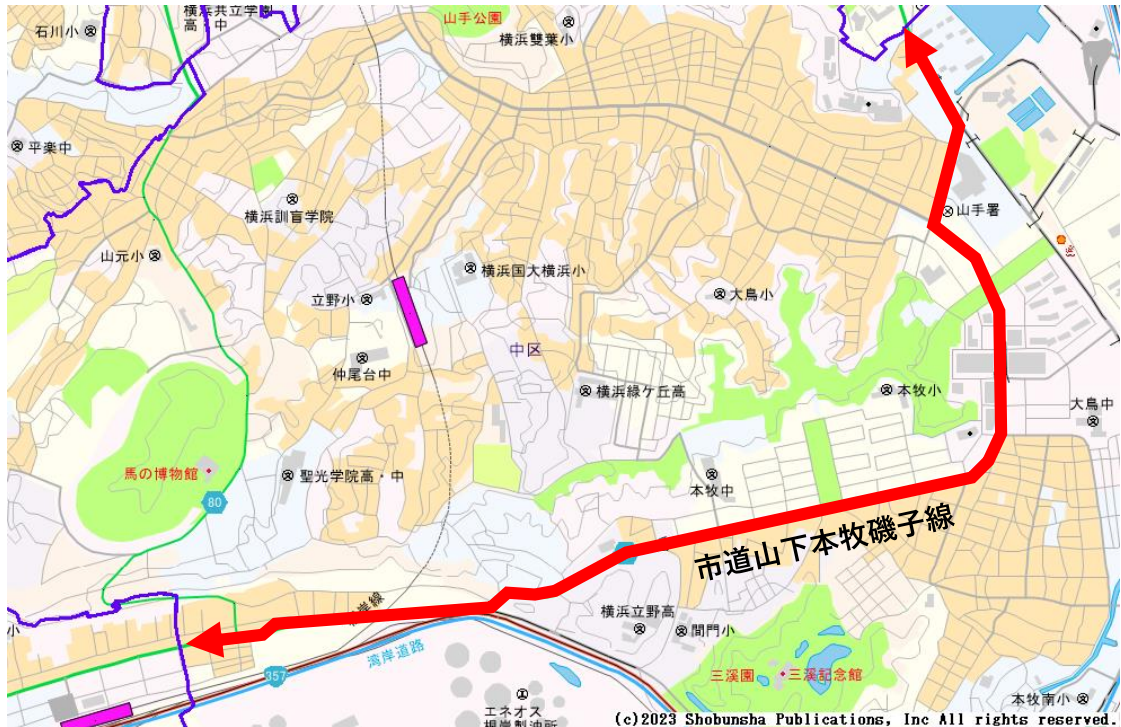 横浜共立学園
高・中
石川小
山手公園
横浜雙葉小
平楽中
横浜訓盲学院
山手署
山元小
横浜国大横浜小
立野小
大鳥小
中区
仲尾台中
横浜緑ケ丘高
本牧小
大鳥中
馬の博物館
聖光学院高・中
本牧中
80
市道山下本牧磯子線
横浜立野高
間門小
小
湾岸道路
357
三溪園
三溪記念館
エネオス
根岸製油所
本牧南小
(c)2023 Shobunsha Publications, Inc All rights reserved.